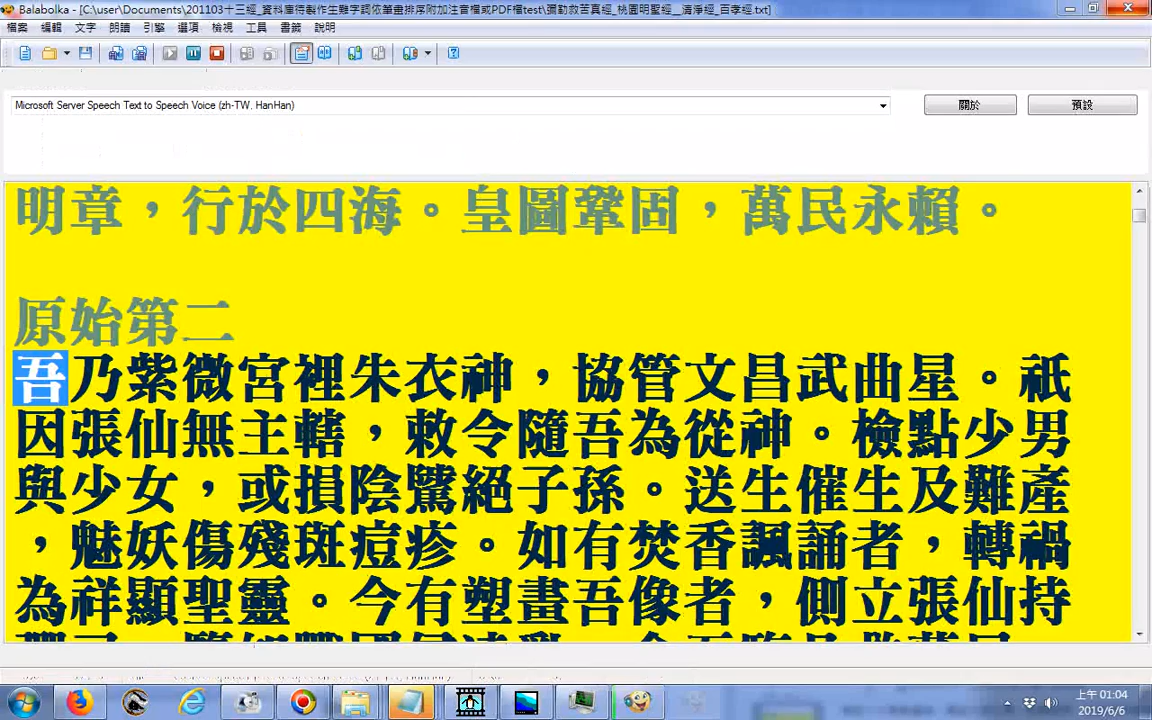 Balabolka - [C:\user\Documents\201103十三經_資料庫待製作生難字詞依筆畫排序附加注音檔或PDF檔test\彌勒救苦真經_桃園明聖經__清淨經_百孝經.txt]
檔案 編輯 文字 朗讀 引擎 選項 檢視 工具 書籤 說明
Microsoft Server Speech Text to Speech Voice (zh-TW, HanHan) 關於 預設
明章，行於四海。皇圖鞏固，萬民永賴。
原始第二
吾乃紫微宮裡朱衣神，協管文昌武曲星。祇
因張仙無主轄，敕令隨吾為從神。檢點少男
與少女，或損陰騭絕子孫。送生催生及難產
，魅妖傷殘斑痘疹。如有焚香諷誦者，轉禍
為祥顯聖靈。今有塑畫吾像者，側立張仙持
上午 01:04
2019/6/6